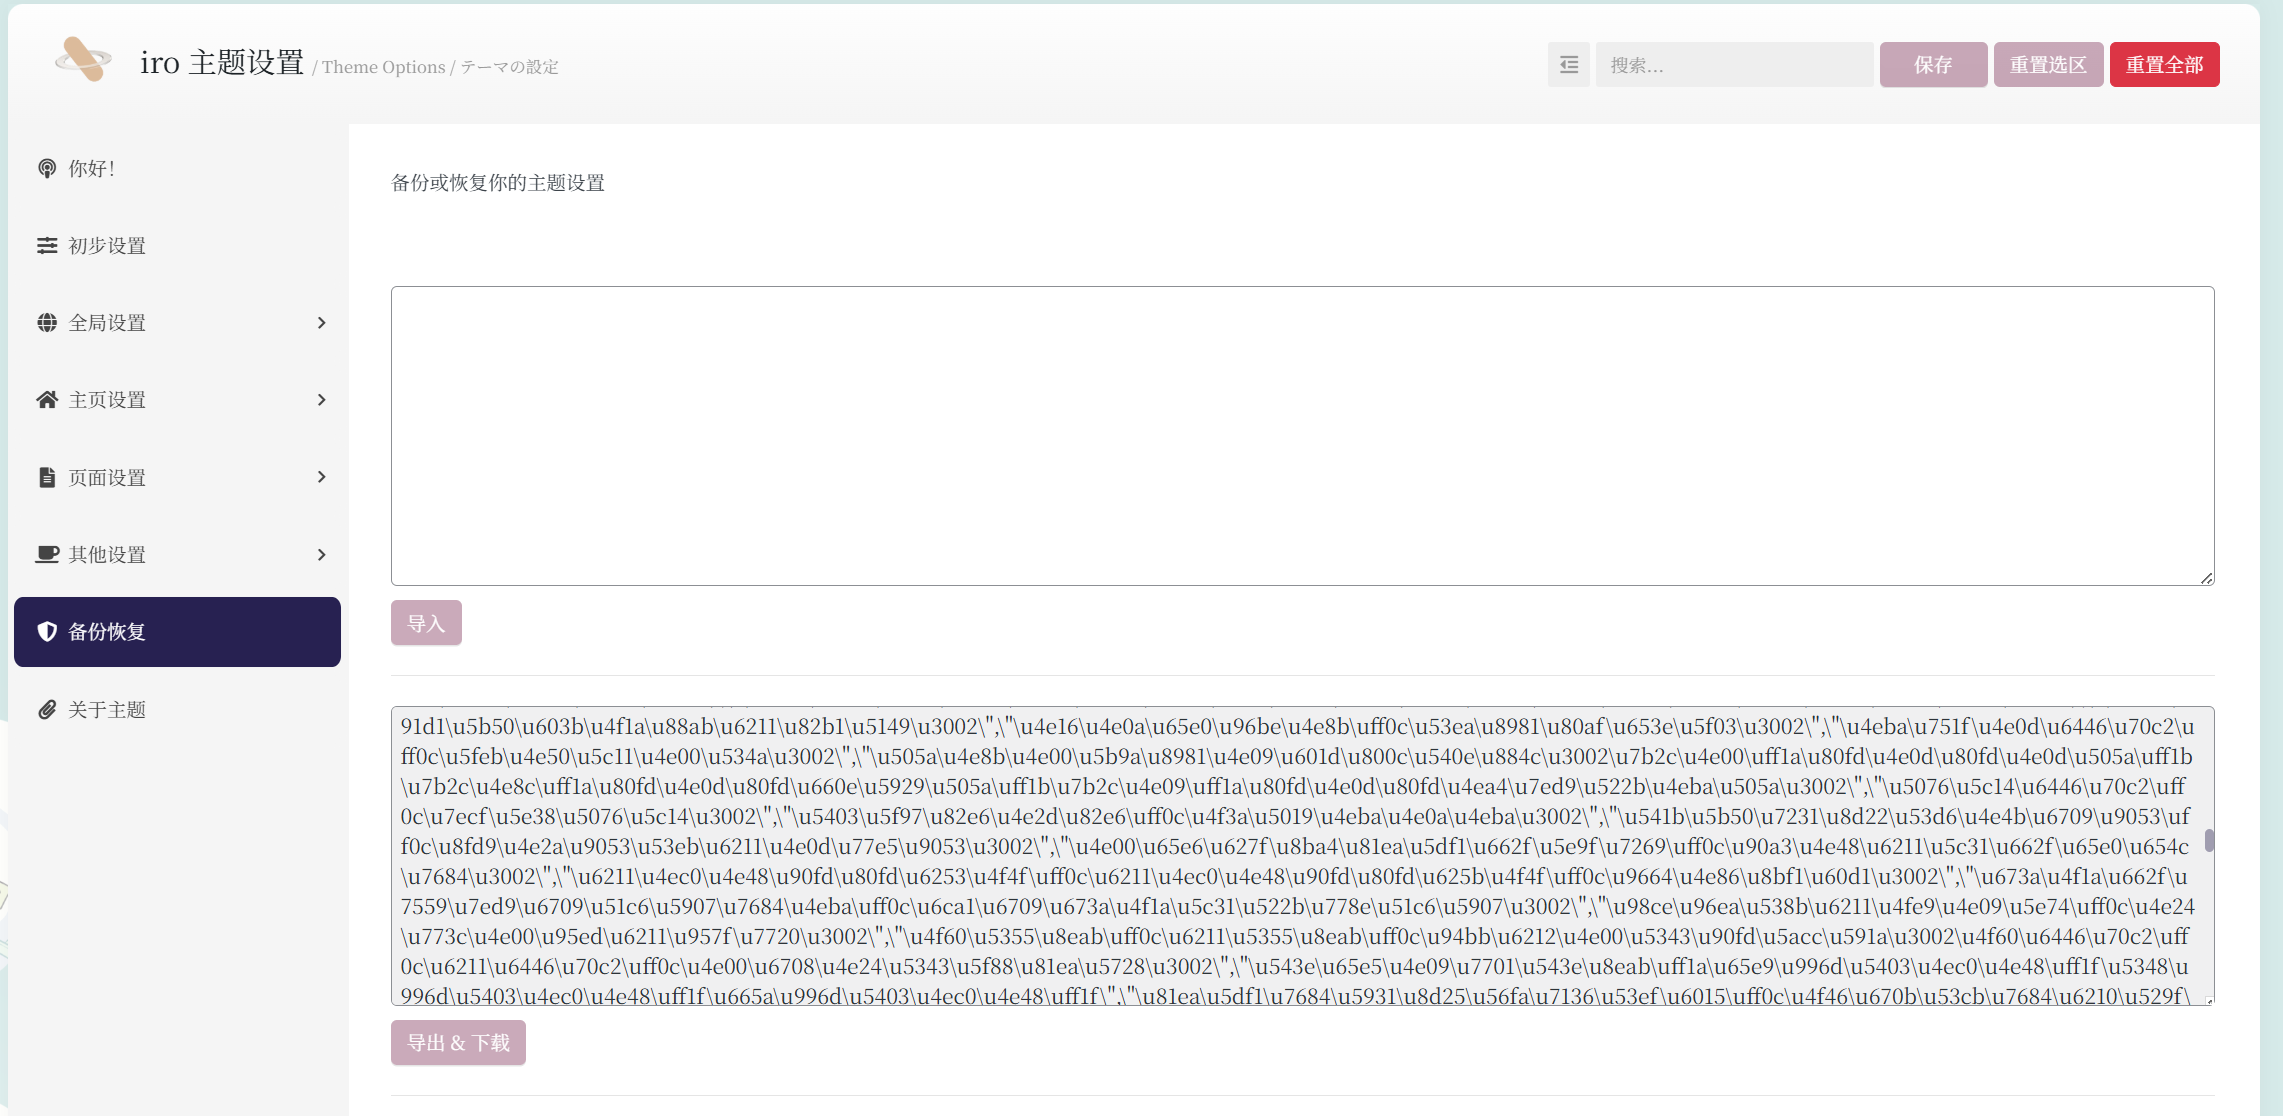 iro 主题设置 / Theme Options / テーマの設定
搜索...
保存
重置选区
重置全部
你好！
初步设置
全局设置
主页设置
页面设置
其他设置
备份恢复
关于主题
备份或恢复你的主题设置
导入
91d1\u5b50\u603b\u4f1a\u88ab\u6211\u82b1\u5149\u3002\",\"\u4e16\u4e0a\u65e0\u96be\u4e8b\uff0c\u53ea\u8981\u80af\u653e\u5f03\u3002\",\"\u4eba\u751f\u4e0d\u6446\u70c2\u
ff0c\u5feb\u4e50\u5c11\u4e00\u534a\u3002\",\"\u505a\u4e8b\u4e00\u5b9a\u8981\u4e09\u601d\u800c\u540e\u884c\u3002\u7b2c\u4e00\uff1a\u80fd\u4e0d\u80fd\u4e0d\u505a\uff1b
\u7b2c\u4e8c\uff1a\u80fd\u4e0d\u80fd\u660e\u5929\u505a\uff1b\u7b2c\u4e09\uff1a\u80fd\u4e0d\u80fd\u4ea4\u7ed9\u522b\u4eba\u505a\u3002\",\"\u5076\u5c14\u6446\u70c2\uff
0c\u7ecf\u5e38\u5076\u5c14\u3002\",\"\u5403\u5f97\u82e6\u4e2d\u82e6\uff0c\u4f3a\u5019\u4eba\u4e0a\u4eba\u3002\",\"\u541b\u5b50\u7231\u8d22\u53d6\u4e4b\u6709\u9053\uf
f0c\u8fd9\u4e2a\u9053\u53eb\u6211\u4e0d\u77e5\u9053\u3002\",\"\u4e00\u65e6\u627f\u8ba4\u81ea\u5df1\u662f\u5e9f\u7269\uff0c\u90a3\u4e48\u6211\u5c31\u662f\u65e0\u654c
\u7684\u3002\",\"\u6211\u4ec0\u4e48\u90fd\u80fd\u6253\u4f4f\uff0c\u6211\u4ec0\u4e48\u90fd\u80fd\u625b\u4f4f\uff0c\u9664\u4e86\u8bf1\u60d1\u3002\",\"\u673a\u4f1a\u662f\u
7559\u7ed9\u6709\u51c6\u5907\u7684\u4eba\uff0c\u6ca1\u6709\u673a\u4f1a\u5c31\u522b\u778e\u51c6\u5907\u3002\",\"\u98ce\u96ea\u538b\u6211\u4fe9\u4e09\u5e74\uff0c\u4e24
\u773c\u4e00\u95ed\u6211\u957f\u7720\u3002\",\"\u4f60\u5355\u8eab\uff0c\u6211\u5355\u8eab\uff0c\u94bb\u6212\u4e00\u5343\u90fd\u5acc\u591a\u3002\u4f60\u6446\u70c2\uff
0c\u6211\u6446\u70c2\uff0c\u4e00\u6708\u4e24\u5343\u5f88\u81ea\u5728\u3002\",\"\u543e\u65e5\u4e09\u7701\u543e\u8eab\uff1a\u65e9\u996d\u5403\u4ec0\u4e48\uff1f\u5348\u
996d\u5403\u4ec0\u4e48\uff1f\u665a\u996d\u5403\u4ec0\u4e48\uff1f\",\"\u81ea\u5df1\u7684\u5931\u8d25\u56fa\u7136\u53ef\u6015\uff0c\u4f46\u670b\u53cb\u7684\u6210\u529f\
导出 & 下载